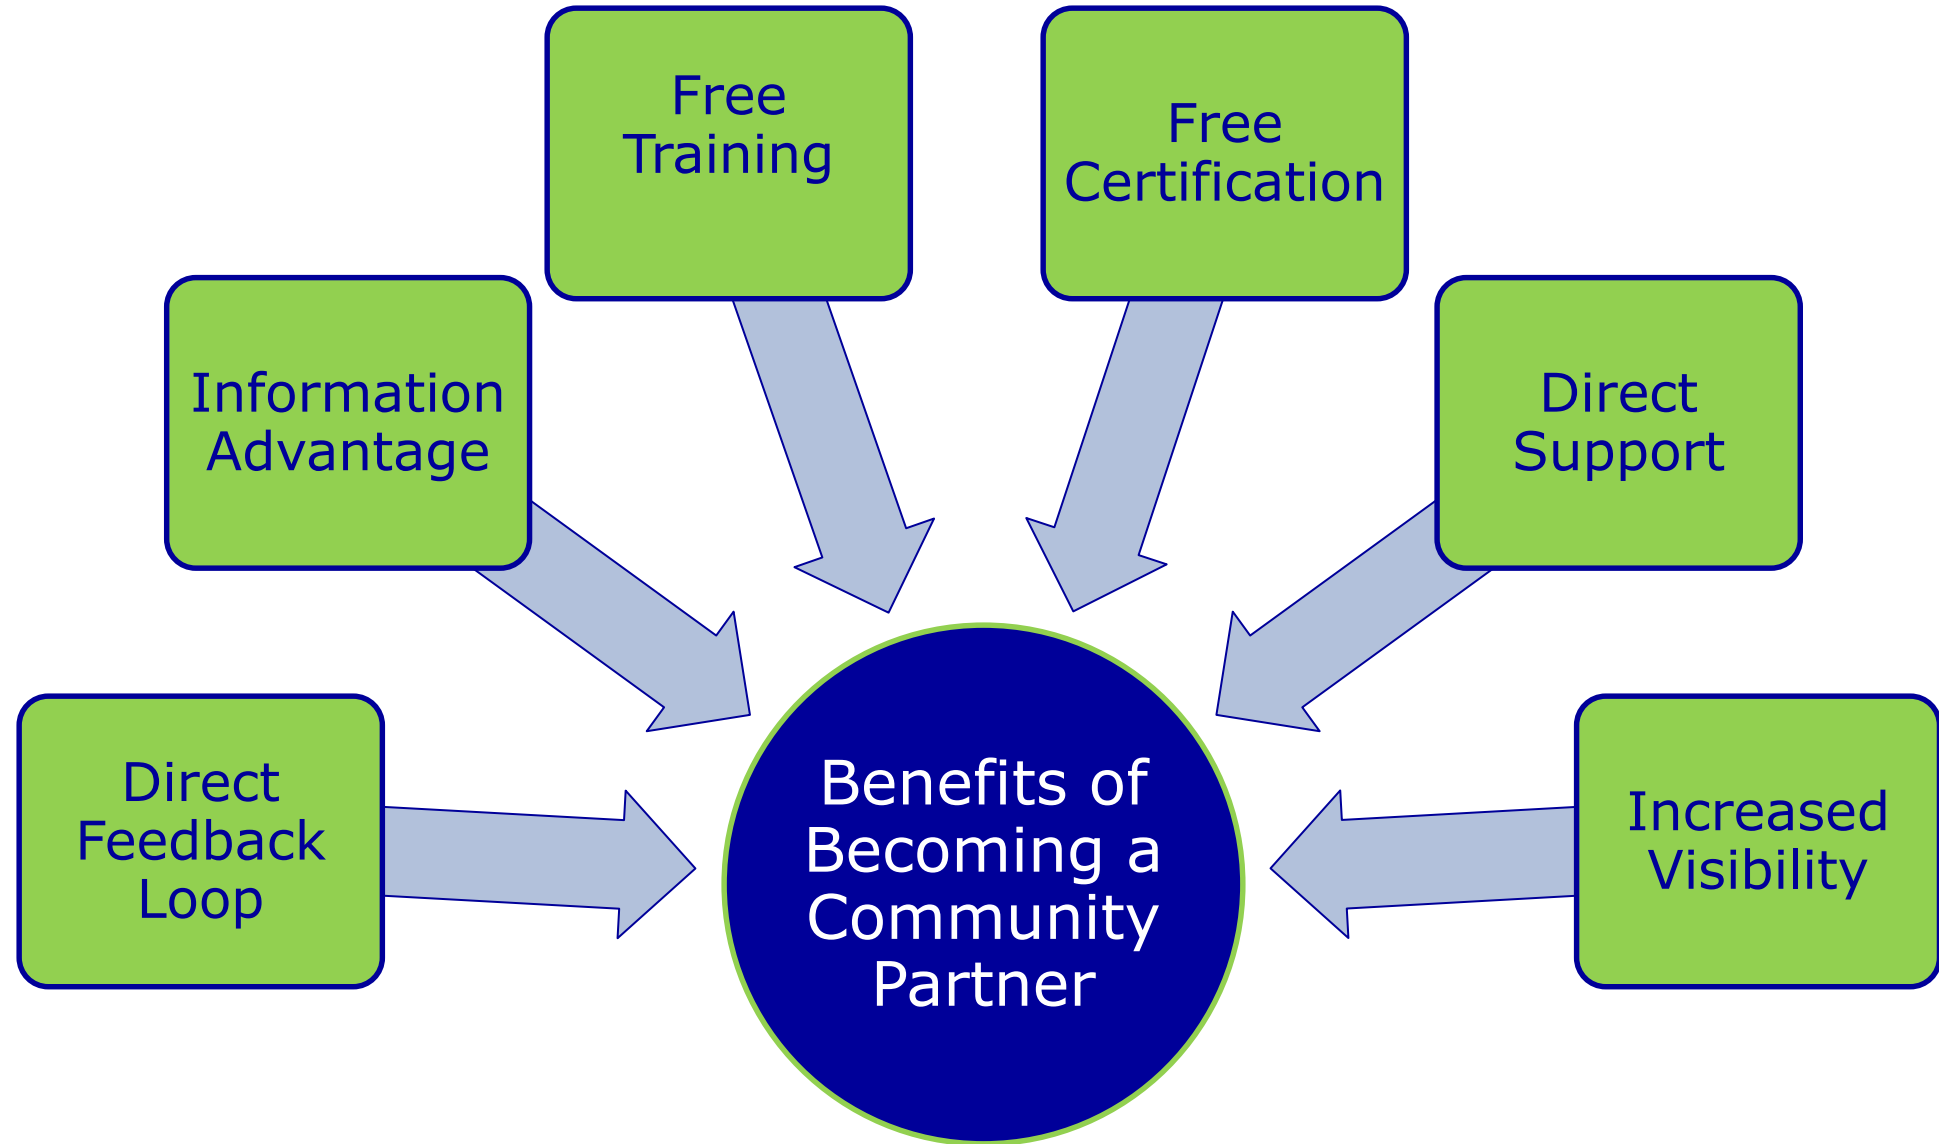 Free
Training
Free
Certification
Information
Advantage
Direct
Support
Direct
Feedback
Loop
Benefits of
Becoming a
Community
Partner
Increased
Visibility